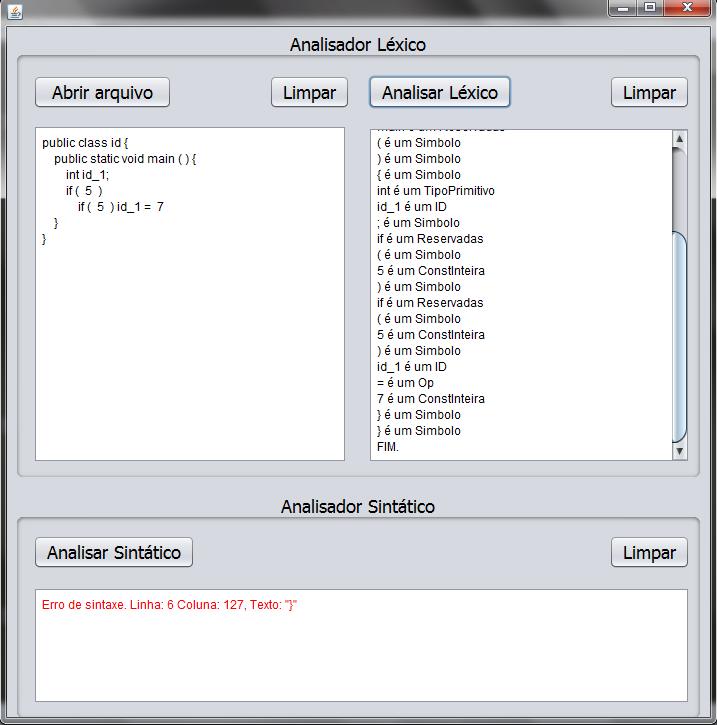 Analisador Léxico
Abrir arquivo
Limpar
Analisar Léxico
Limpar
public class id {
public static void main ( ) {
int id_1;
if (  5  )
if (  5  ) id_1 =  7
}
}
main é um Reservadas
( é um Simbolo
) é um Simbolo
{ é um Simbolo
int é um TipoPrimitivo
id_1 é um ID
; é um Simbolo
if é um Reservadas
( é um Simbolo
5 é um ConstInteira
) é um Simbolo
if é um Reservadas
( é um Simbolo
5 é um ConstInteira
) é um Simbolo
id_1 é um ID
= é um Op
7 é um ConstInteira
} é um Simbolo
} é um Simbolo
FIM.
Analisador Sintático
Analisar Sintático
Limpar
Erro de sintaxe. Linha: 6 Coluna: 127, Texto: "}"